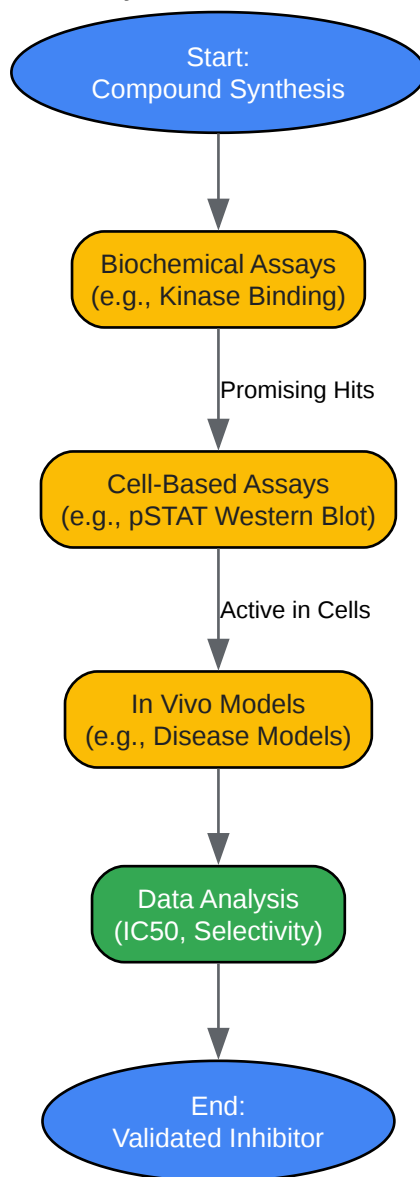 Start:
Compound Synthesis
Biochemical Assays
(e.g., Kinase Binding)
Promising Hits
Cell-Based Assays
(e.g., pSTAT Western Blot)
Active in Cells
In Vivo Models
(e.g., Disease Models)
Data Analysis
(IC50, Selectivity)
End:
Validated Inhibitor